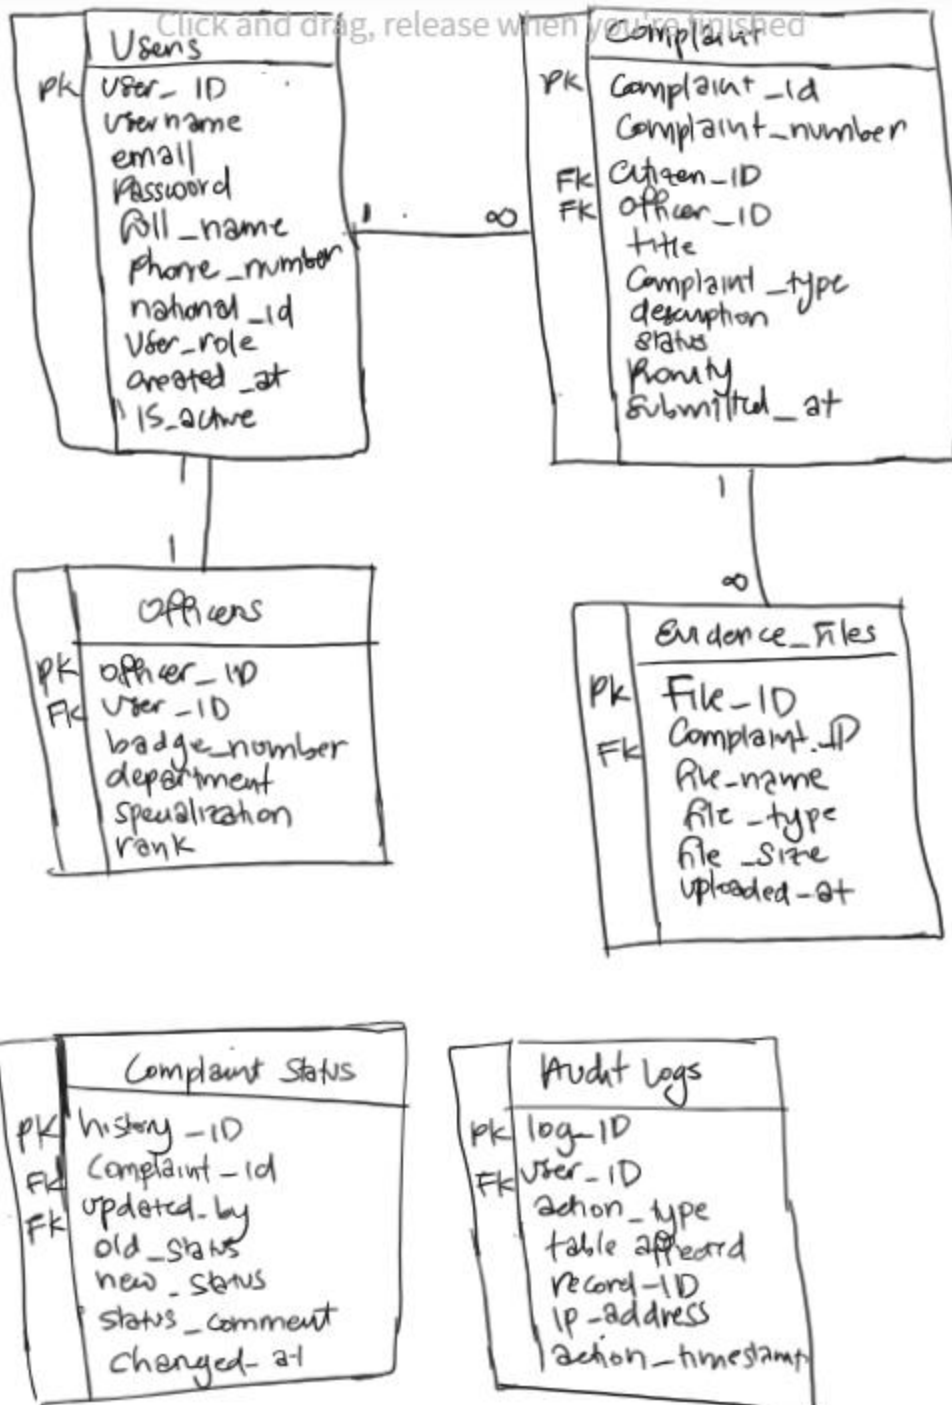 Click and drag, release when you're finished
Users
PK User_ID
Username
email
Password
full_name
Phone_number
national_id
User_role
created_at
is_active
1 ∞
Complaint
PK Complaint_id
Complaint_number
FK Citizen_ID
FK Officer_ID
title
Complaint_type
description
status
Priority
Submitted_at
1
1
Officers
PK officer_ID
FK User_ID
badge_number
department
specialization
rank
1
∞
Evidence_Files
PK File_ID
FK Complaint_ID
file_name
file_type
file_size
uploaded_at
Complaint Status
PK history_ID
FK Complaint_id
FK updated_by
old_status
new_status
status_comment
Changed_at
Audit Logs
PK log_ID
FK User_ID
action_type
table affected
record_ID
ip_address
action_timestamp